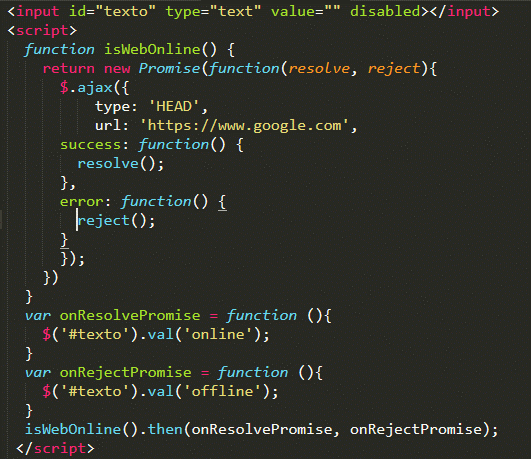 <input id="texto" type="text" value="" disabled></input>
<script>
function isWebOnline() {
return new Promise(function(resolve, reject){
$.ajax({
type: 'HEAD',
url: 'https://www.google.com',
success: function() {
resolve();
},
error: function() {
reject();
}
});
})
}
var onResolvePromise = function (){
$('#texto').val('online');
}
var onRejectPromise = function (){
$('#texto').val('offline');
}
isWebOnline().then(onResolvePromise, onRejectPromise);
</script>